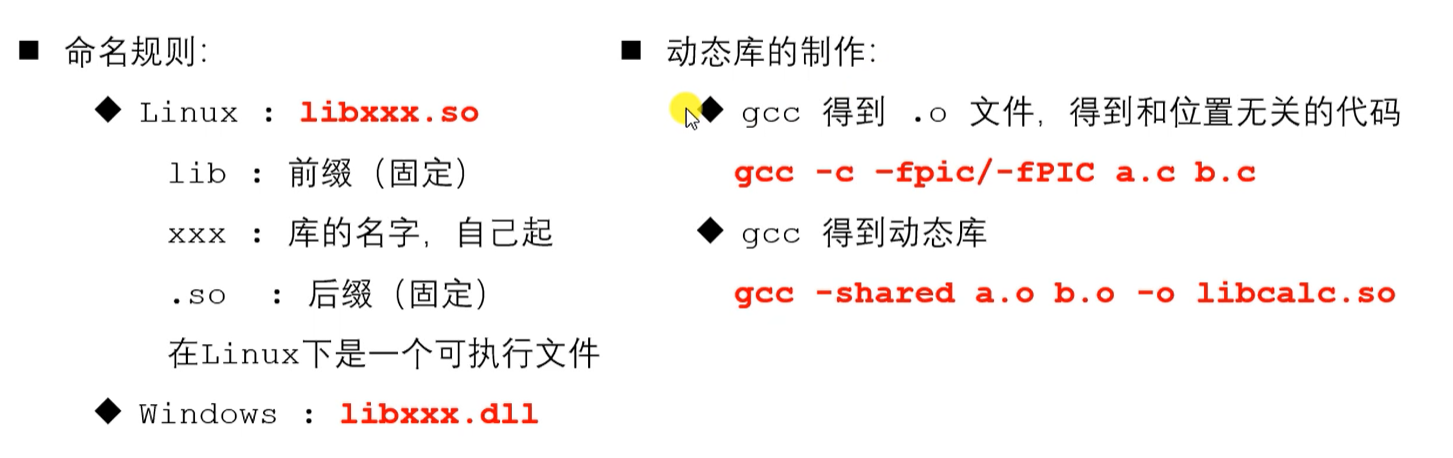 ■ 命名规则:
◆ Linux : libxxx.so
lib : 前缀（固定）
xxx : 库的名字，自己起
.so : 后缀（固定）
在Linux下是一个可执行文件
◆ Windows : libxxx.dll
■ 动态库的制作:
◆ gcc 得到 .o 文件，得到和位置无关的代码
gcc -c -fpic/-fPIC a.c b.c
◆ gcc 得到动态库
gcc -shared a.o b.o -o libcalc.so